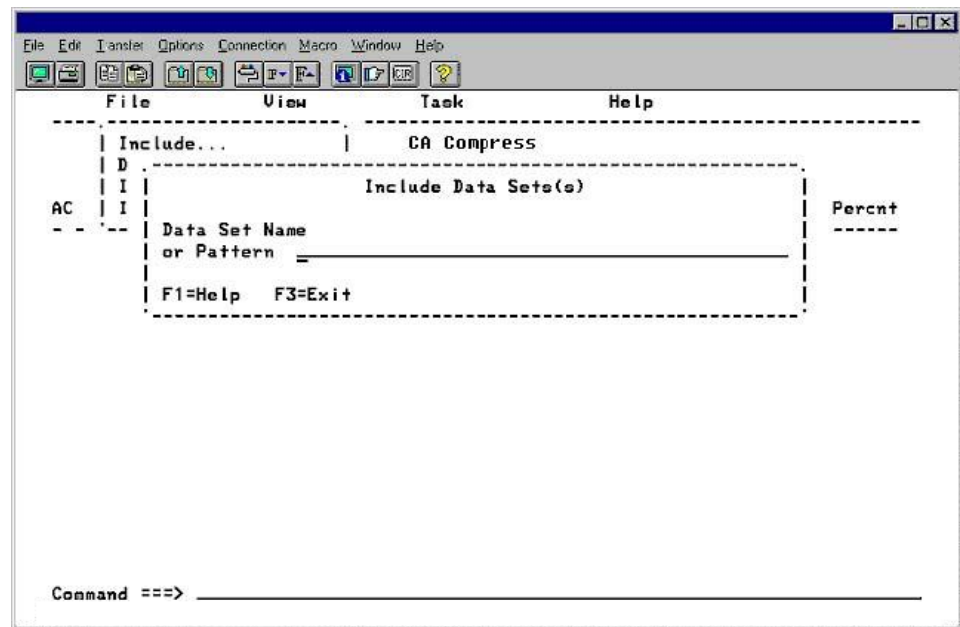 File Edit Transfer Options Connection Macro Window Help
File View Task Help
Include... CA Compress
D
I Include Data Sets(s)
AC I Percnt
Data Set Name
or Pattern
F1=Help F3=Exit
Command ===>